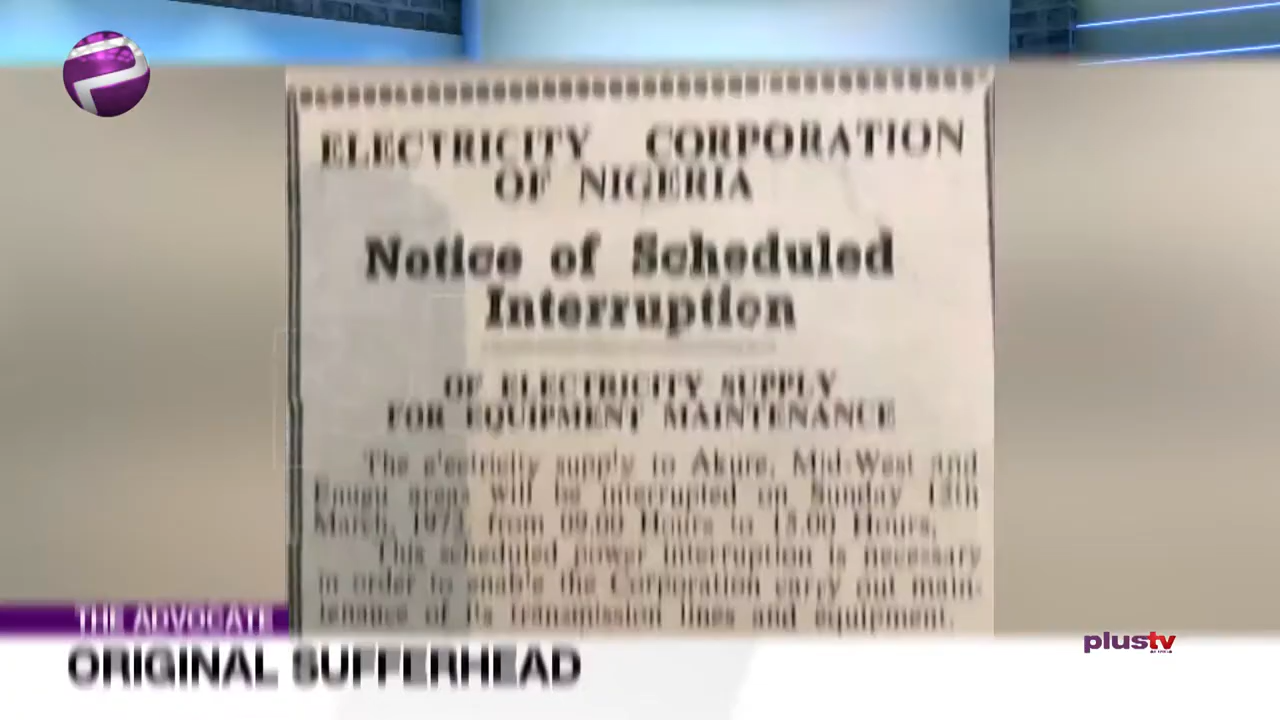 ELECTRICITY CORPORATION
OF NIGERIA
Notice of Scheduled
Interruption
OF ELECTRICITY SUPPLY
FOR EQUIPMENT MAINTENANCE
The electricity supply to Akure, Mid-West and
areas will be interrupted on Sunday 12th
March, from 09.00 Hours to Hours.
This scheduled power interruption is necessary
in order to enable the Corporation carry out main-
tenance of its transmission lines and equipment.
THE ADVOCATE
ORIGINAL SUFFERHEAD
plustv